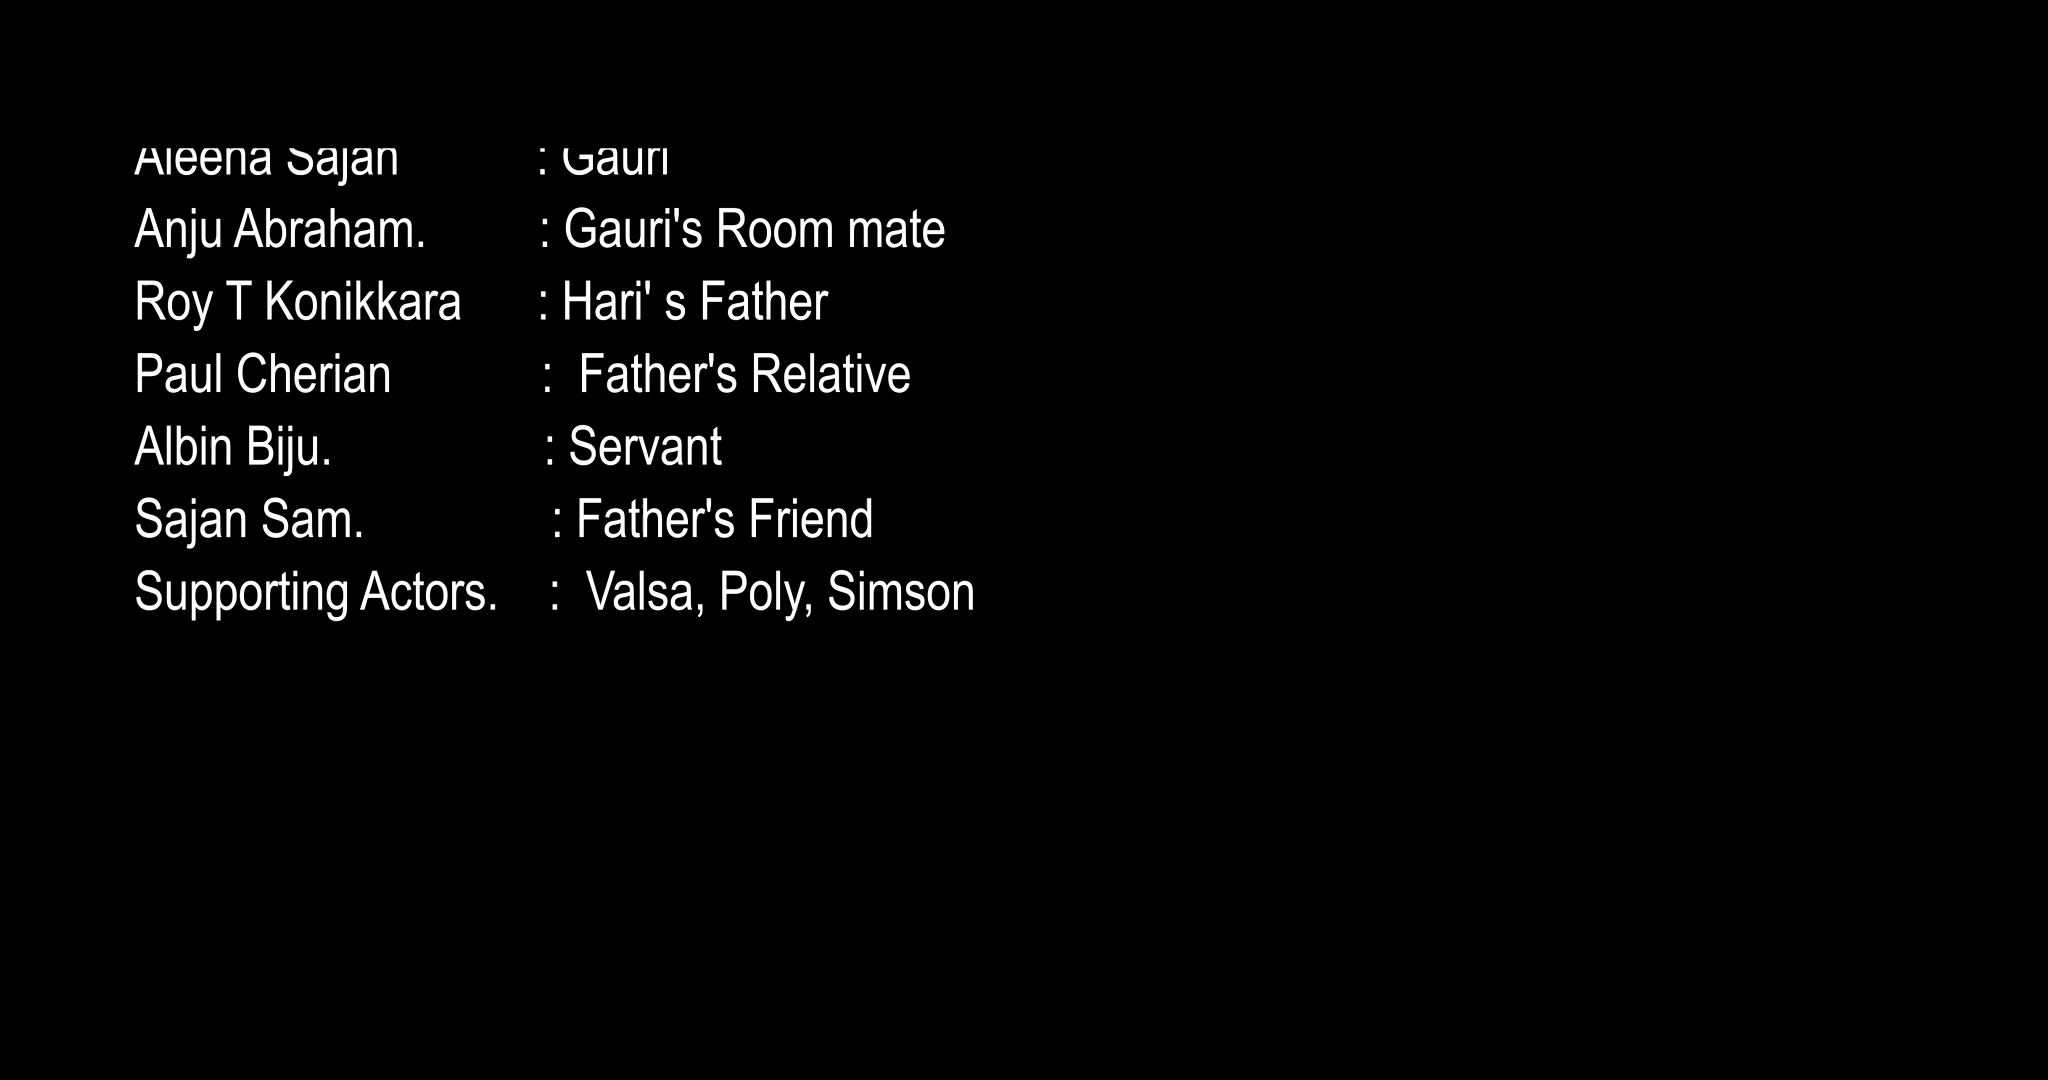 Aleena Sajan : Gauri
Anju Abraham. : Gauri's Room mate
Roy T Konikkara : Hari' s Father
Paul Cherian : Father's Relative
Albin Biju. : Servant
Sajan Sam. : Father's Friend
Supporting Actors. : Valsa, Poly, Simson